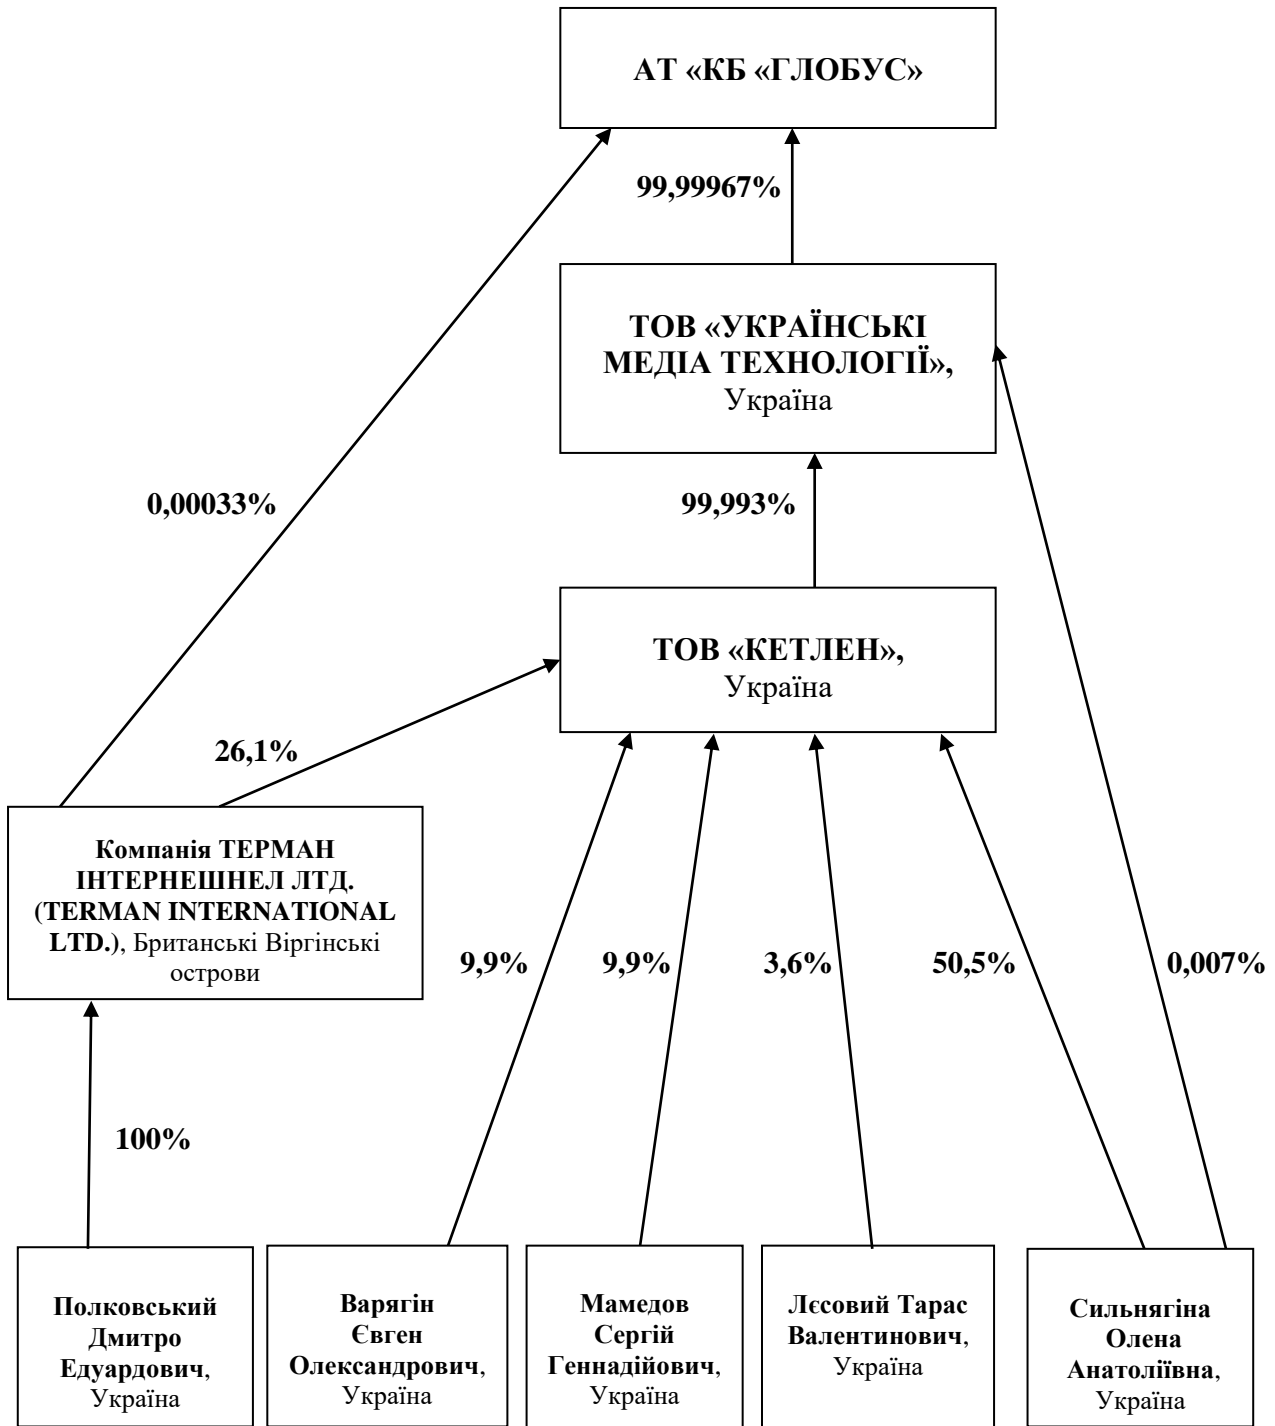 АТ «КБ «ГЛОБУС»
99,99967%
ТОВ «УКРАЇНСЬКІ
МЕДІА ТЕХНОЛОГІЇ»,
Україна
0,00033%
99,993%
ТОВ «КЕТЛЕН»,
Україна
26,1%
Компанія ТЕРМАН
ІНТЕРНЕШНЕЛ ЛТД.
(TERMAN INTERNATIONAL
LTD.), Британські Віргінські
острови
9,9%
9,9%
3,6%
50,5%
0,007%
100%
Полковський
Дмитро
Едуардович,
Україна
Варягін
Євген
Олександрович,
Україна
Мамедов
Сергій
Геннадійович,
Україна
Лєсовий Тарас
Валентинович,
Україна
Сильнягіна
Олена
Анатоліївна,
Україна